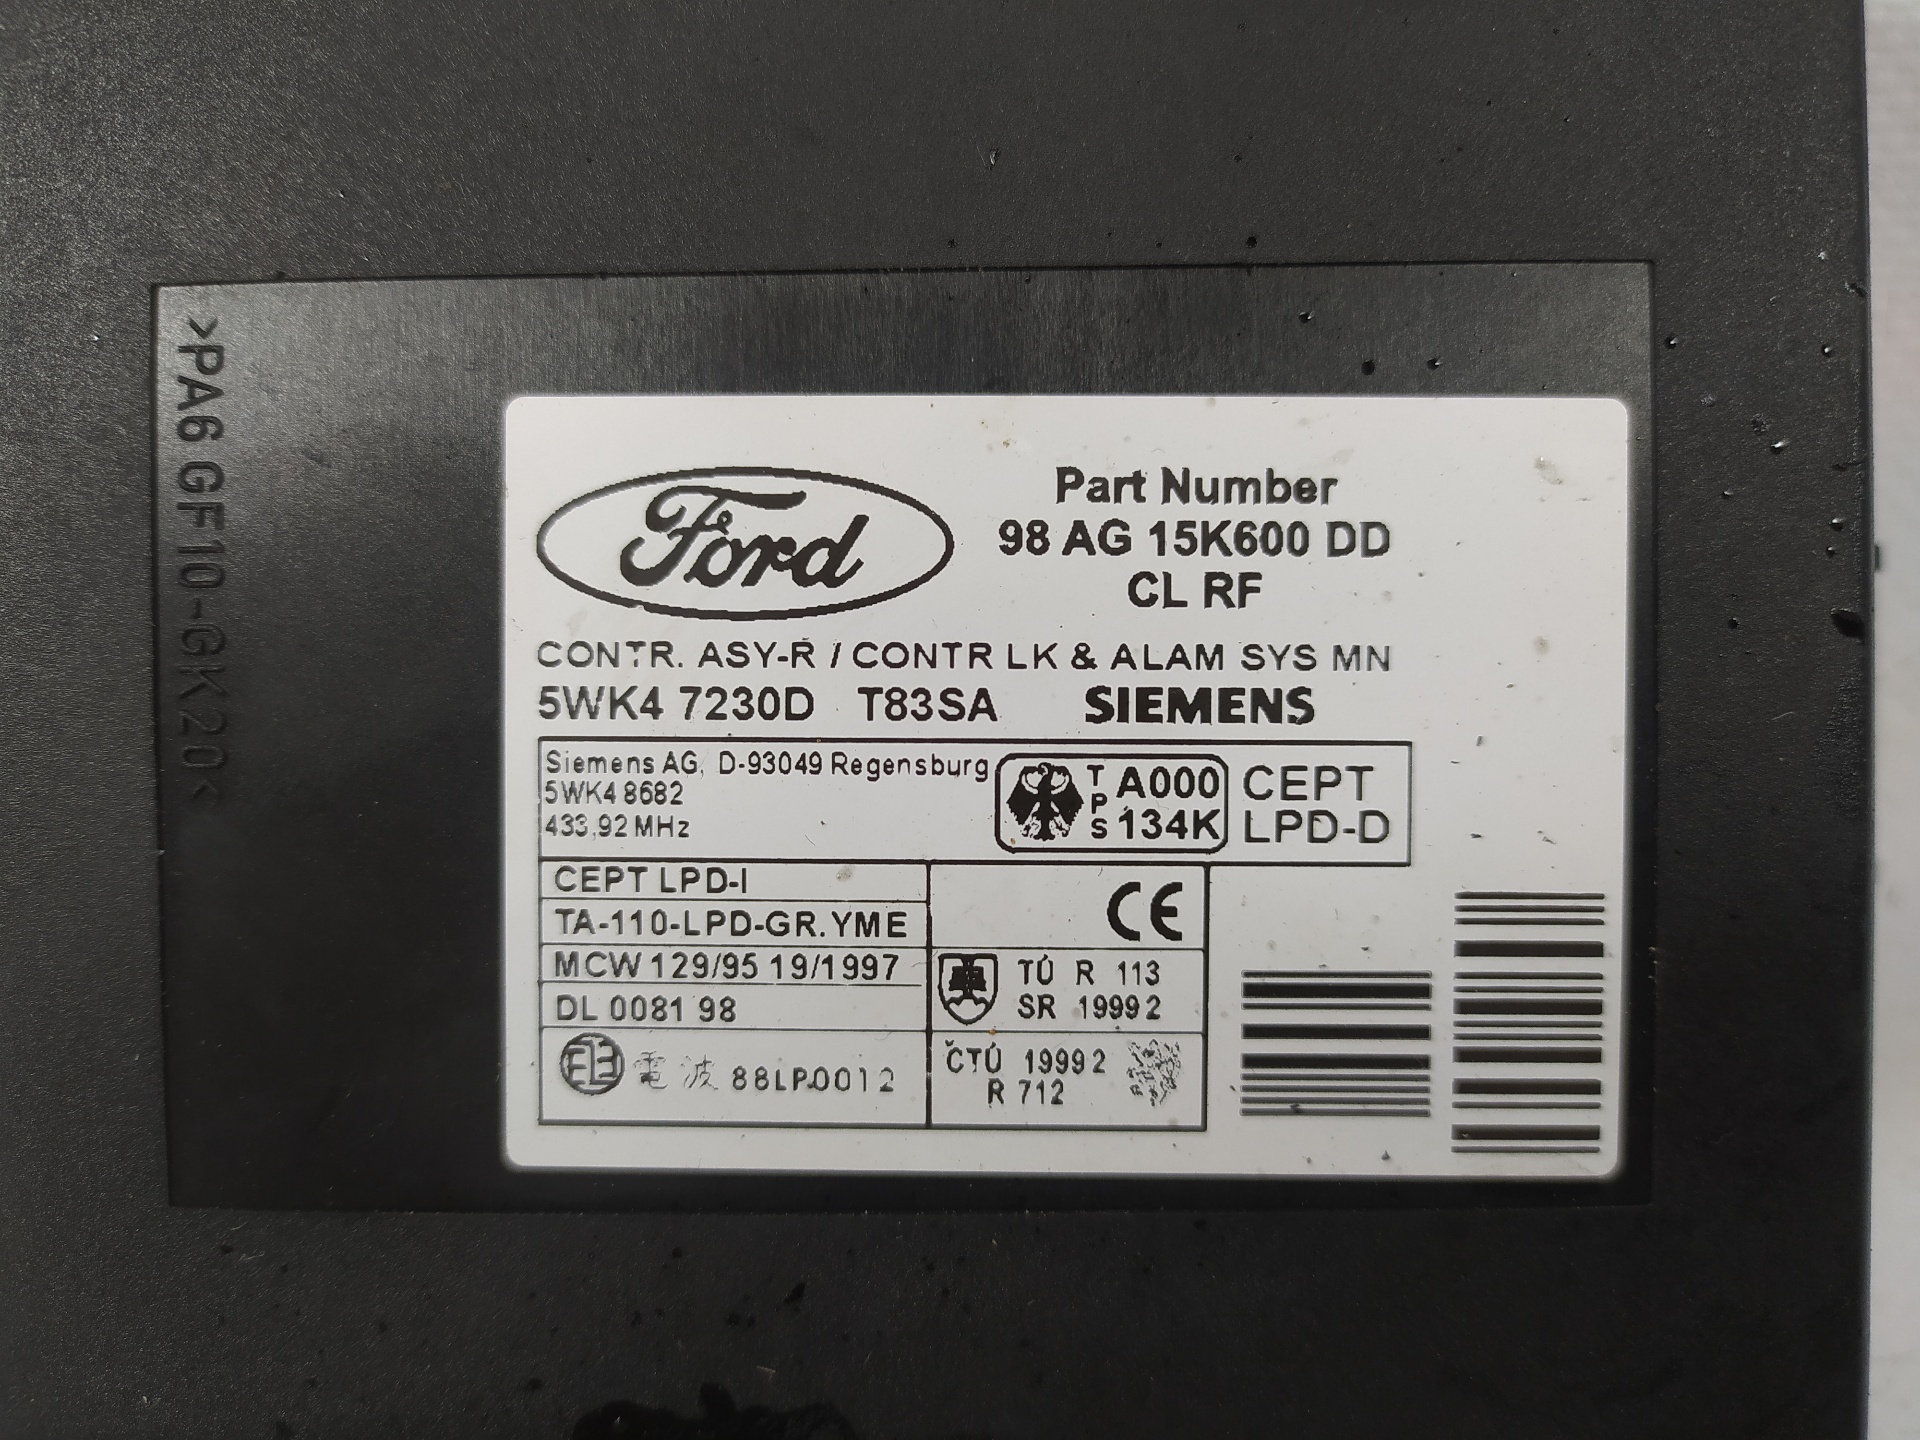 >PA6 GF10-GK20<
Ford
Part Number
98 AG 15K600 DD
CL RF
CONTR. ASY-R / CONTR LK & ALAM SYS MN
5WK4 7230D T83SA SIEMENS
Siemens AG, D-93049 Regensburg
5WK4 8682
433,92 MHz
TPS A000
134K
CEPT
LPD-D
CEPT LPD-I
TA-110-LPD-GR. YME
MCW 129/95 19/1997
DL 0081 98
CE
TÚ R 113
SR 1999 2
電波 88LP0012
ČTÚ 1999 2
R 712